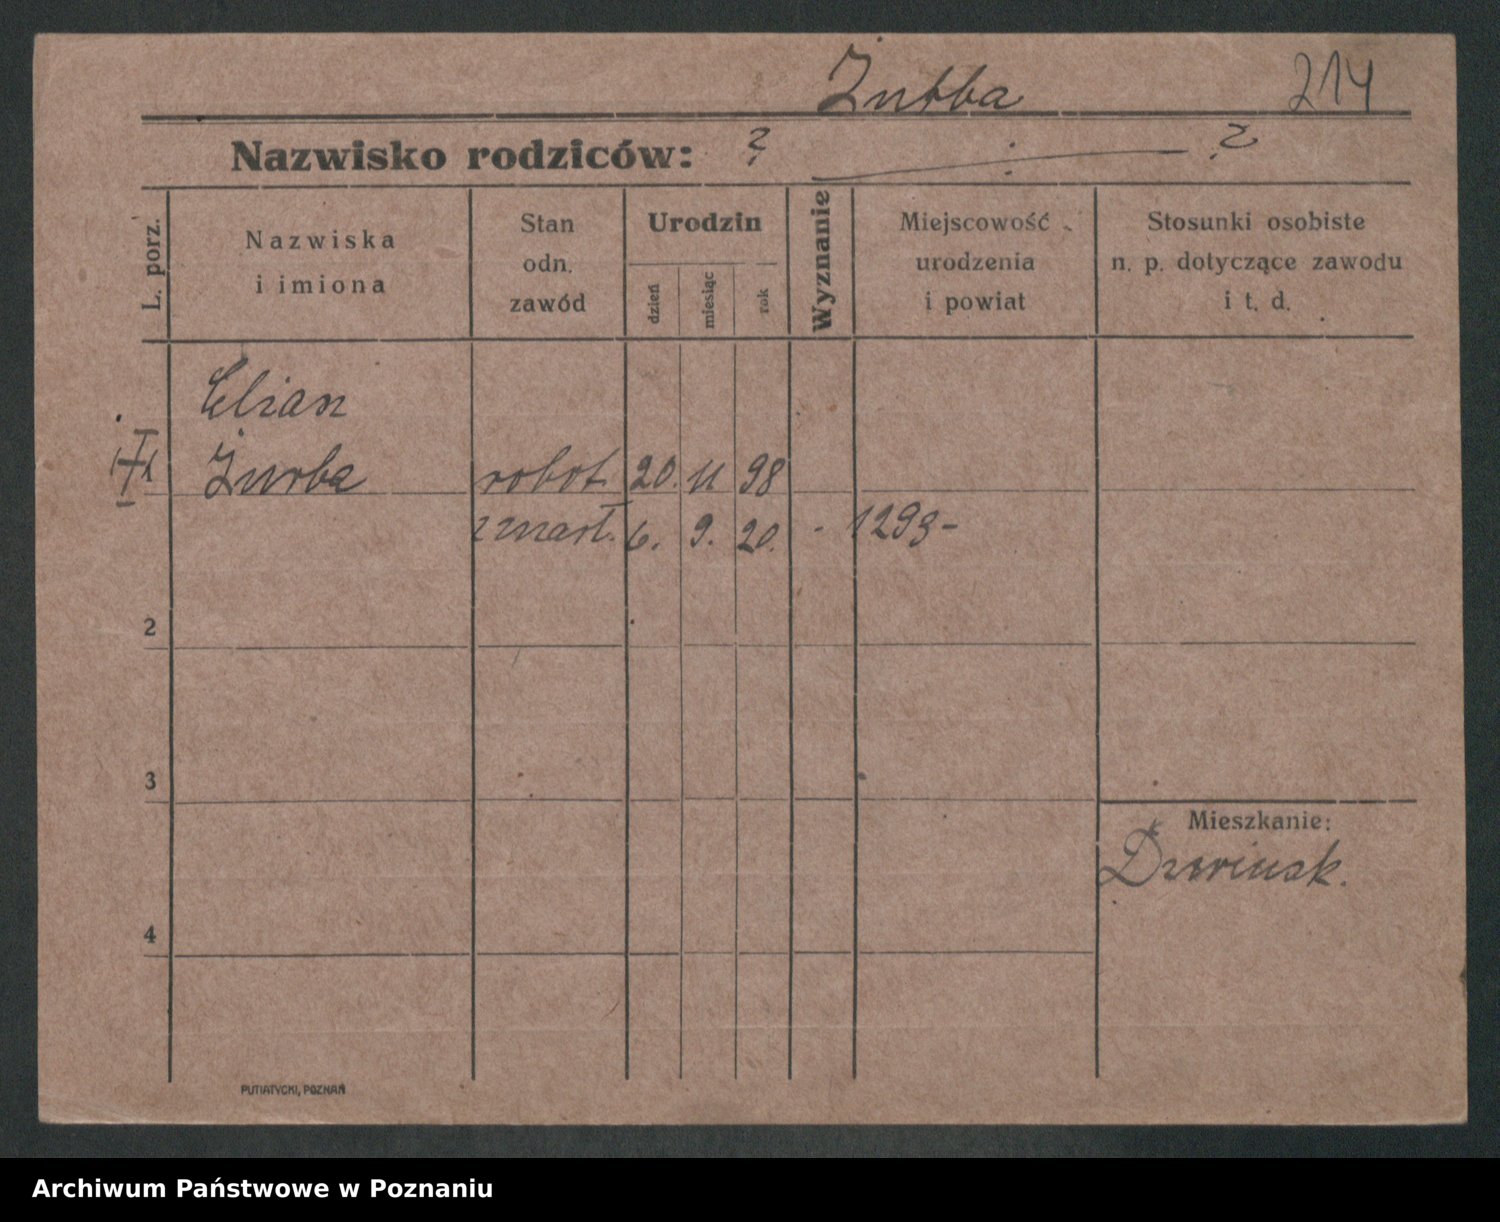 Żurba
214
Nazwisko rodziców: ? ?
L. porz.
Nazwiska
i imiona
Stan
odn.
zawód
Urodzin
dzień
miesiąc
rok
Wyznanie
Miejscowość
urodzenia
i powiat
Stosunki osobiste
n. p. dotyczące zawodu
i t. d.
Elian
1 Żurba robot. 20. 11 98
zmarł. 6. 9. 20. - 1293-
2
3
Mieszkanie:
4
PUTIATYCKI, POZNAŃ
Archiwum Państwowe w Poznaniu